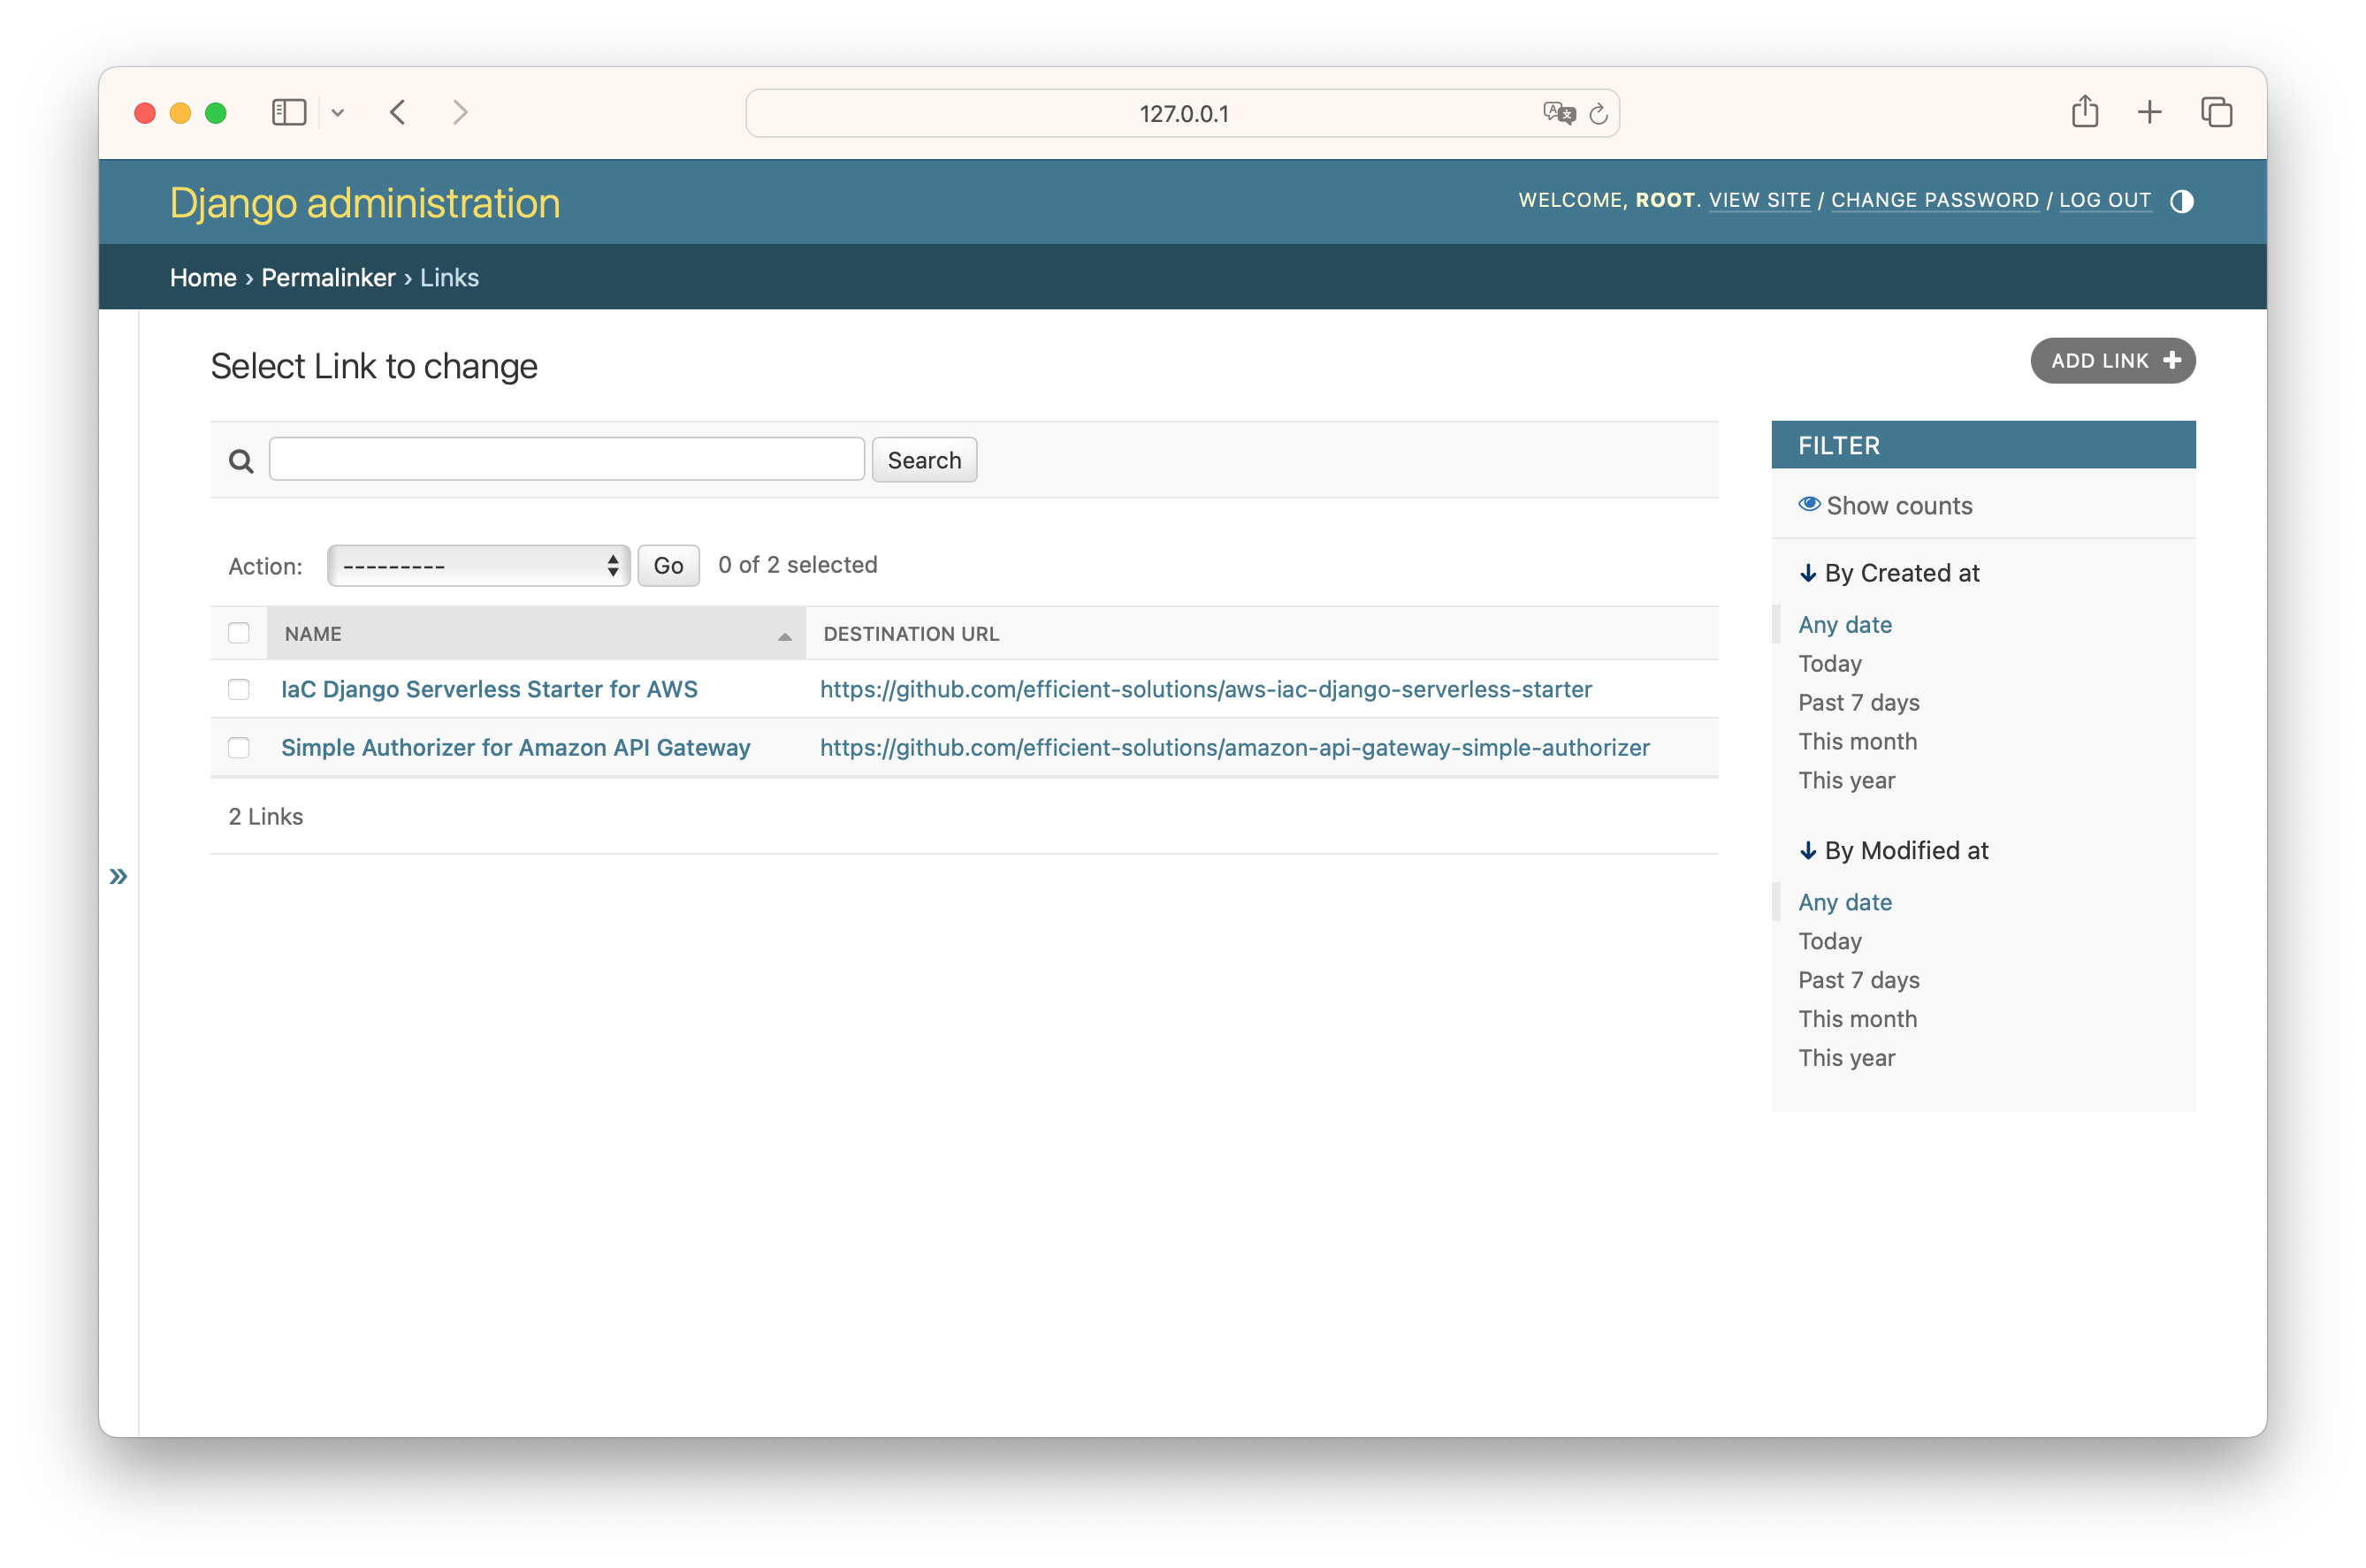 127.0.0.1
Django administration
WELCOME, ROOT. VIEW SITE / CHANGE PASSWORD / LOG OUT
Home › Permalinker › Links
Select Link to change
ADD LINK +
Search
Action: --------- Go 0 of 2 selected
NAME DESTINATION URL
IaC Django Serverless Starter for AWS https://github.com/efficient-solutions/aws-iac-django-serverless-starter
Simple Authorizer for Amazon API Gateway https://github.com/efficient-solutions/amazon-api-gateway-simple-authorizer
2 Links
»
FILTER
Show counts
↓ By Created at
Any date
Today
Past 7 days
This month
This year
↓ By Modified at
Any date
Today
Past 7 days
This month
This year